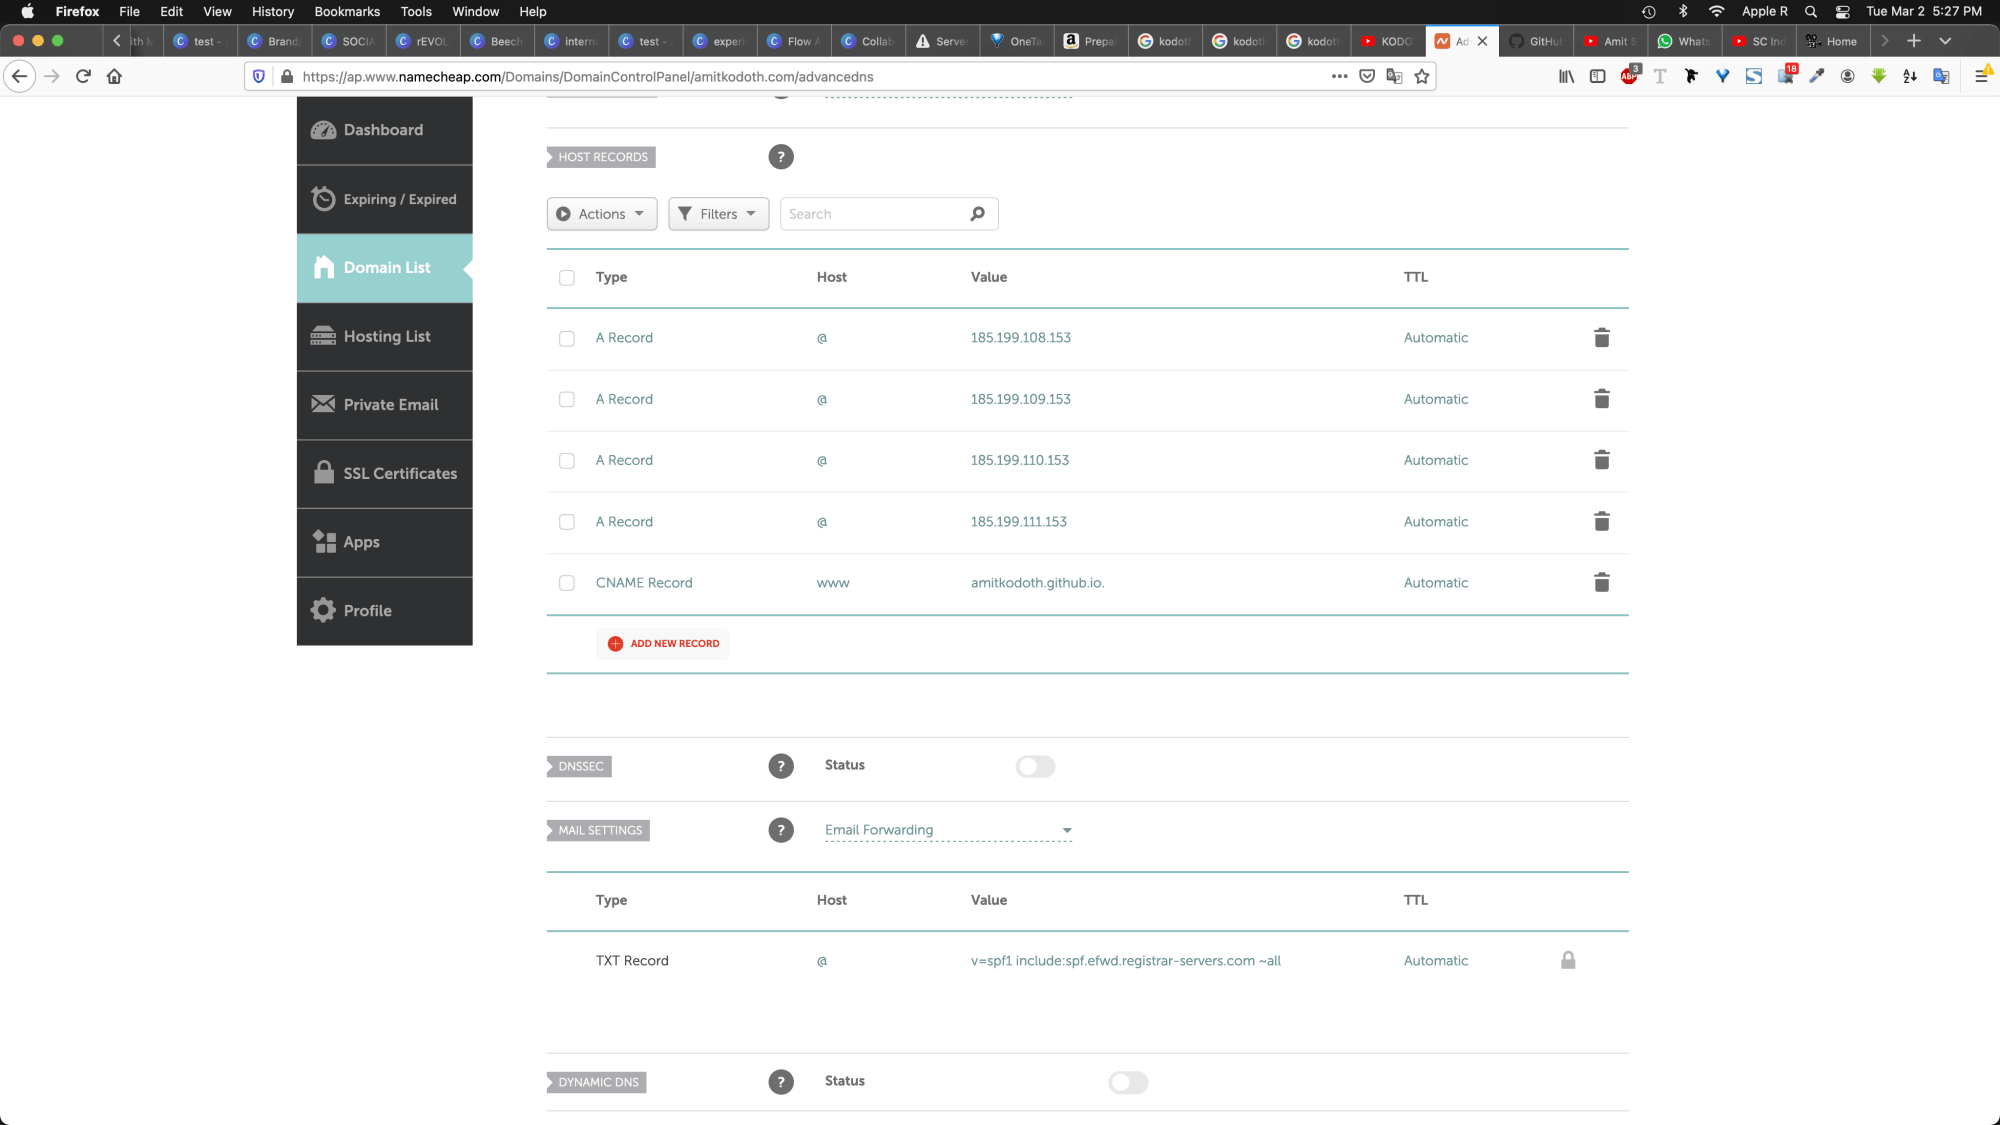 Firefox File Edit View History Bookmarks Tools Window Help Apple R Tue Mar 2 5:27 PM
ith test - Brand SOCIA rEVOL Beech intern test - experi Flow A Collab Serve OneTa Prepai kodot kodot kodot KODO Ad GitHu Amit S Whats SC Ind Home
https://ap.www.namecheap.com/Domains/DomainControlPanel/amitkodoth.com/advancedns ABP 3 T 18
Dashboard
Expiring / Expired
Domain List
Hosting List
Private Email
SSL Certificates
Apps
Profile
HOST RECORDS ?
Actions Filters Search
Type Host Value TTL
A Record @ 185.199.108.153 Automatic
A Record @ 185.199.109.153 Automatic
A Record @ 185.199.110.153 Automatic
A Record @ 185.199.111.153 Automatic
CNAME Record www amitkodoth.github.io. Automatic
ADD NEW RECORD
DNSSEC ? Status
MAIL SETTINGS ? Email Forwarding
Type Host Value TTL
TXT Record @ v=spf1 include:spf.efwd.registrar-servers.com ~all Automatic
DYNAMIC DNS ? Status